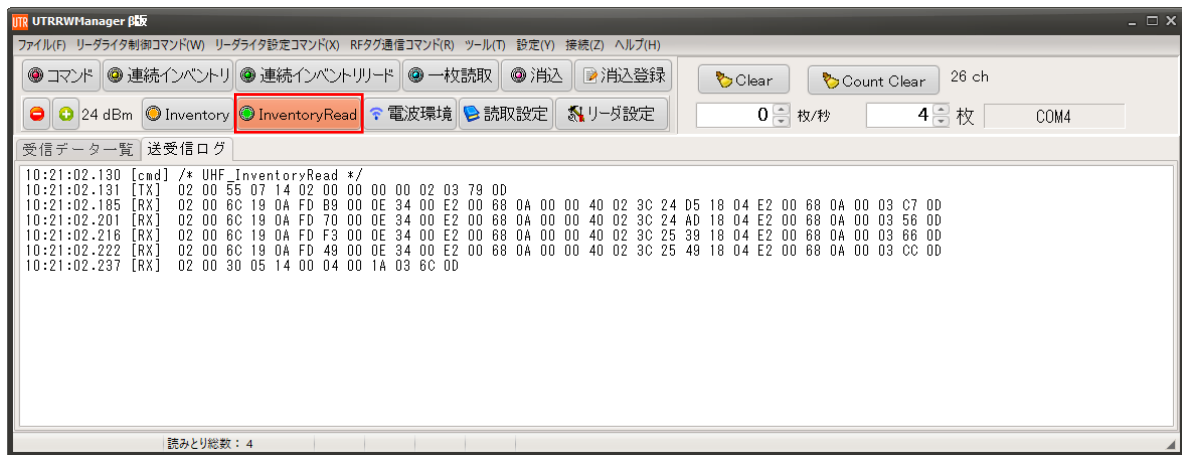 UTR UTRRWManager β版
ファイル(F) リーダライタ制御コマンド(W) リーダライタ設定コマンド(X) RFタグ通信コマンド(R) ツール(T) 設定(Y) 接続(Z) ヘルプ(H)
コマンド 連続インベントリ 連続インベントリリード 一枚読取 消込 消込登録 Clear Count Clear 26 ch
24 dBm Inventory InventoryRead 電波環境 読取設定 リーダ設定 0 枚/秒 4 枚 COM4
受信データ一覧 送受信ログ
10:21:02.130 [cmd] /* UHF_InventoryRead */
10:21:02.131 [TX] 02 00 55 07 14 02 00 00 00 00 02 03 79 0D
10:21:02.185 [RX] 02 00 6C 19 0A FD B9 00 0E 34 00 E2 00 68 0A 00 00 40 02 3C 24 D5 18 04 E2 00 68 0A 00 03 C7 0D
10:21:02.201 [RX] 02 00 6C 19 0A FD 70 00 0E 34 00 E2 00 68 0A 00 00 40 02 3C 24 AD 18 04 E2 00 68 0A 00 03 56 0D
10:21:02.216 [RX] 02 00 6C 19 0A FD F3 00 0E 34 00 E2 00 68 0A 00 00 40 02 3C 25 39 18 04 E2 00 68 0A 00 03 66 0D
10:21:02.222 [RX] 02 00 6C 19 0A FD 49 00 0E 34 00 E2 00 68 0A 00 00 40 02 3C 25 49 18 04 E2 00 68 0A 00 03 CC 0D
10:21:02.237 [RX] 02 00 30 05 14 00 04 00 1A 03 6C 0D
読みとり総数: 4